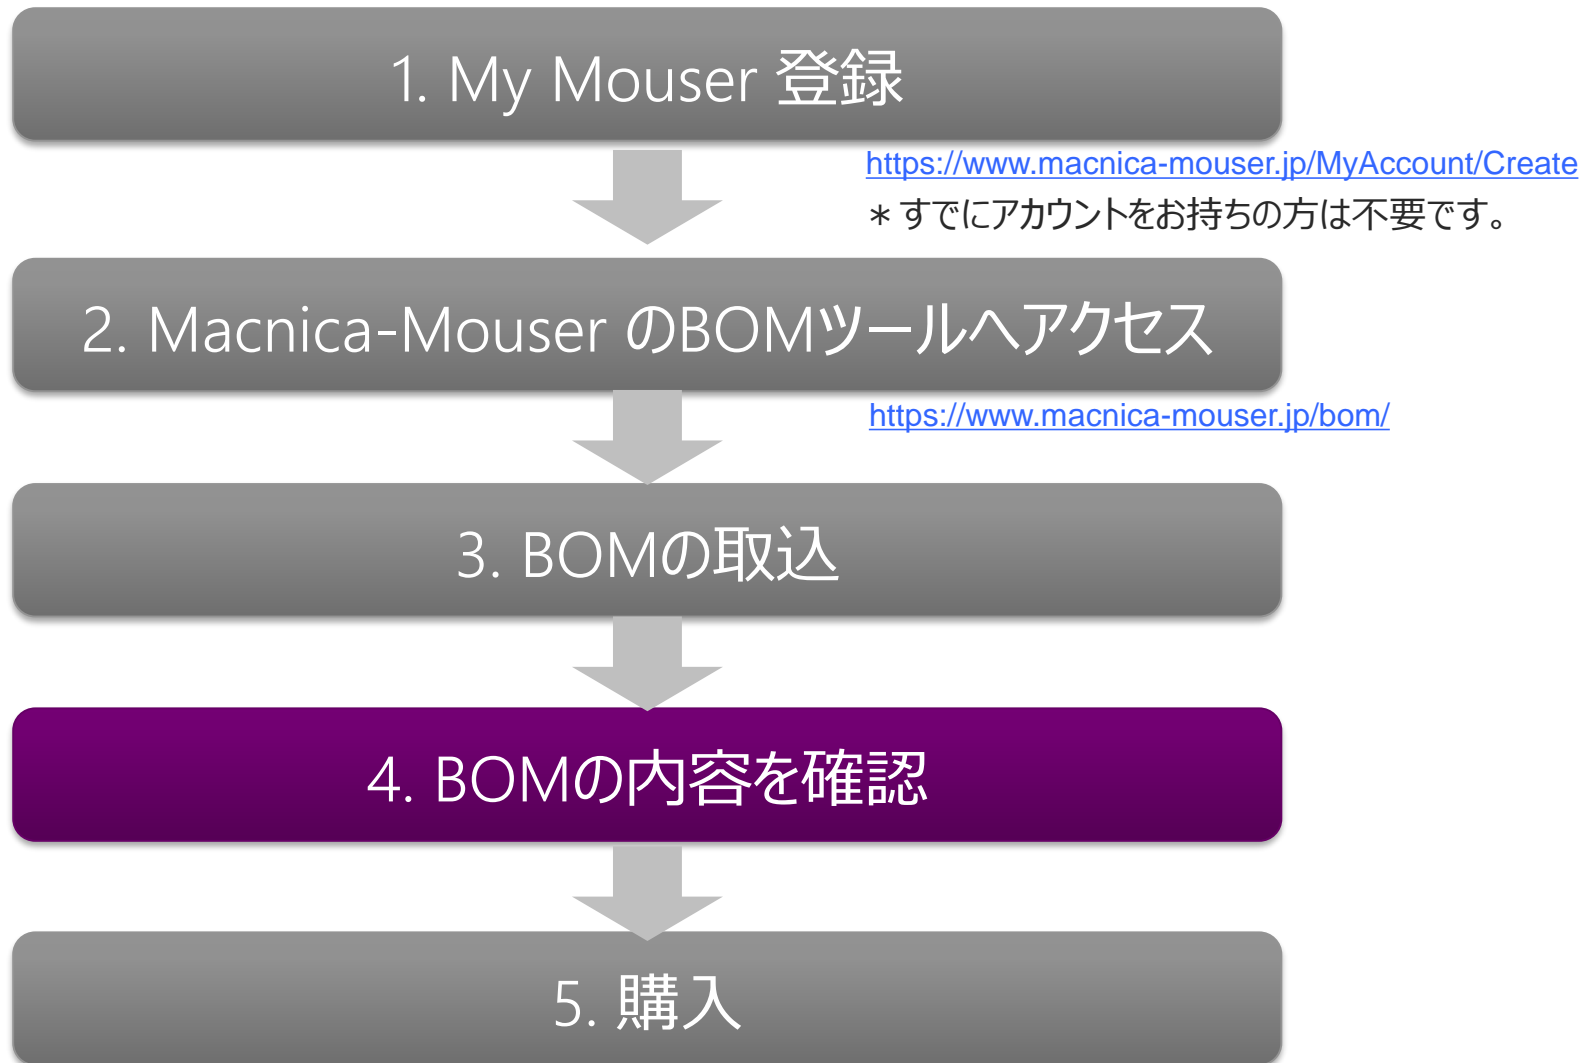 1. My Mouser 登録
https://www.macnica-mouser.jp/MyAccount/Create
＊すでにアカウントをお持ちの方は不要です。
2. Macnica-Mouser のBOMツールへアクセス
https://www.macnica-mouser.jp/bom/
3. BOMの取込
4. BOMの内容を確認
5. 購入